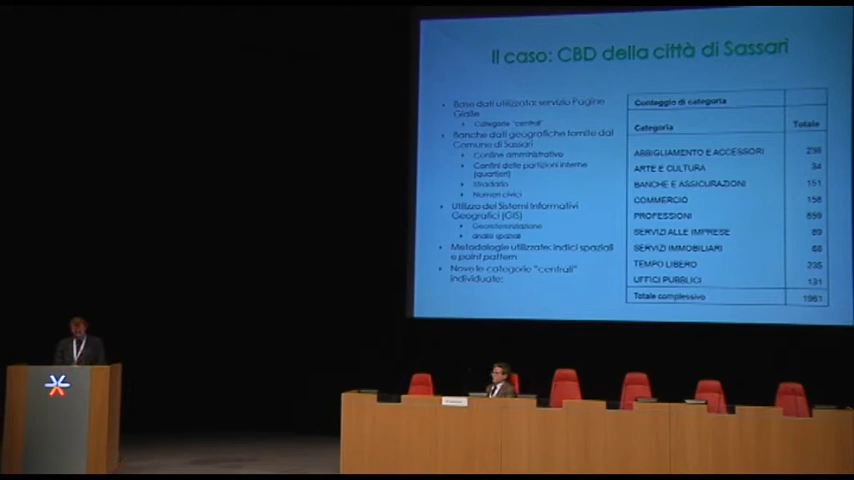 Il caso: CBD della città di Sassari
Base dati utilizzata: servizio Pagine
Gialle
Categorie "centrali"
Banche dati geografiche fornite dal
Comune di Sassari
Confine amministrativo
Confini delle partizioni interne
(quartieri)
Stradario
Numeri civici
Utilizzo dei Sistemi Informativi
Geografici (GIS)
Georeferenziazione
analisi spaziali
Metodologie utilizzate: indici spaziali
e point pattern
Nove le categorie "centrali"
individuate:
Conteggio di categoria
Categoria Totale
ABBIGLIAMENTO E ACCESSORI
ARTE E CULTURA 34
BANCHE E ASSICURAZIONI 151
COMMERCIO 158
PROFESSIONI 859
SERVIZI ALLE IMPRESE 89
SERVIZI IMMOBILIARI 68
TEMPO LIBERO 235
UFFICI PUBBLICI 131
Totale complessivo 1961